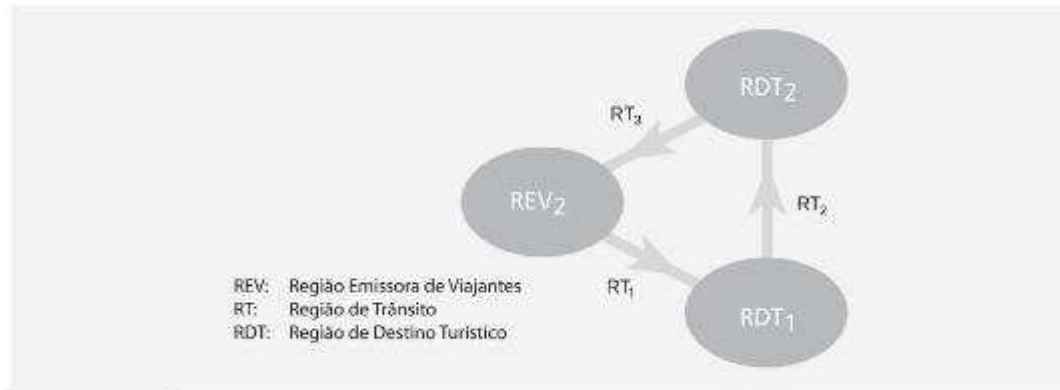 RDT2
RT3
REV2
RT2
RT1
RDT1
REV: Região Emissora de Viajantes
RT: Região de Trânsito
RDT: Região de Destino Turístico